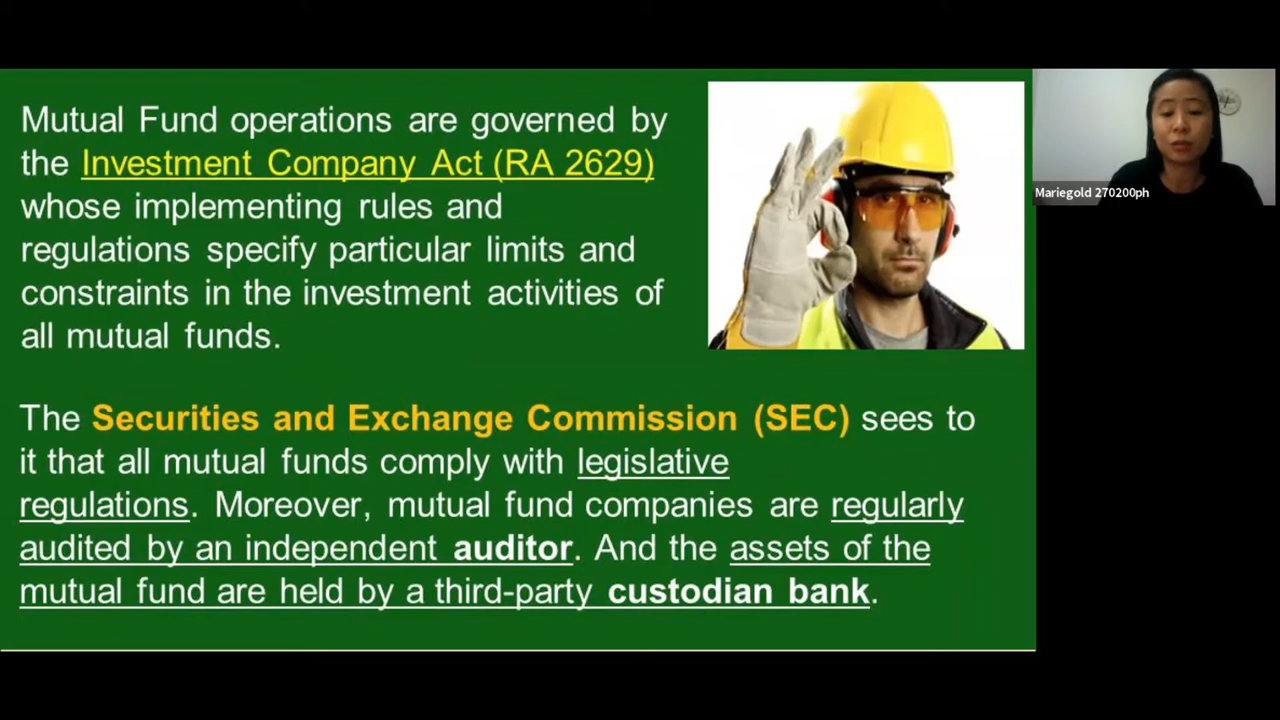 Mutual Fund operations are governed by
the Investment Company Act (RA 2629)
whose implementing rules and
regulations specify particular limits and
constraints in the investment activities of
all mutual funds.
The Securities and Exchange Commission (SEC) sees to
it that all mutual funds comply with legislative
regulations. Moreover, mutual fund companies are regularly
audited by an independent auditor. And the assets of the
mutual fund are held by a third-party custodian bank.
Mariegold 270200ph